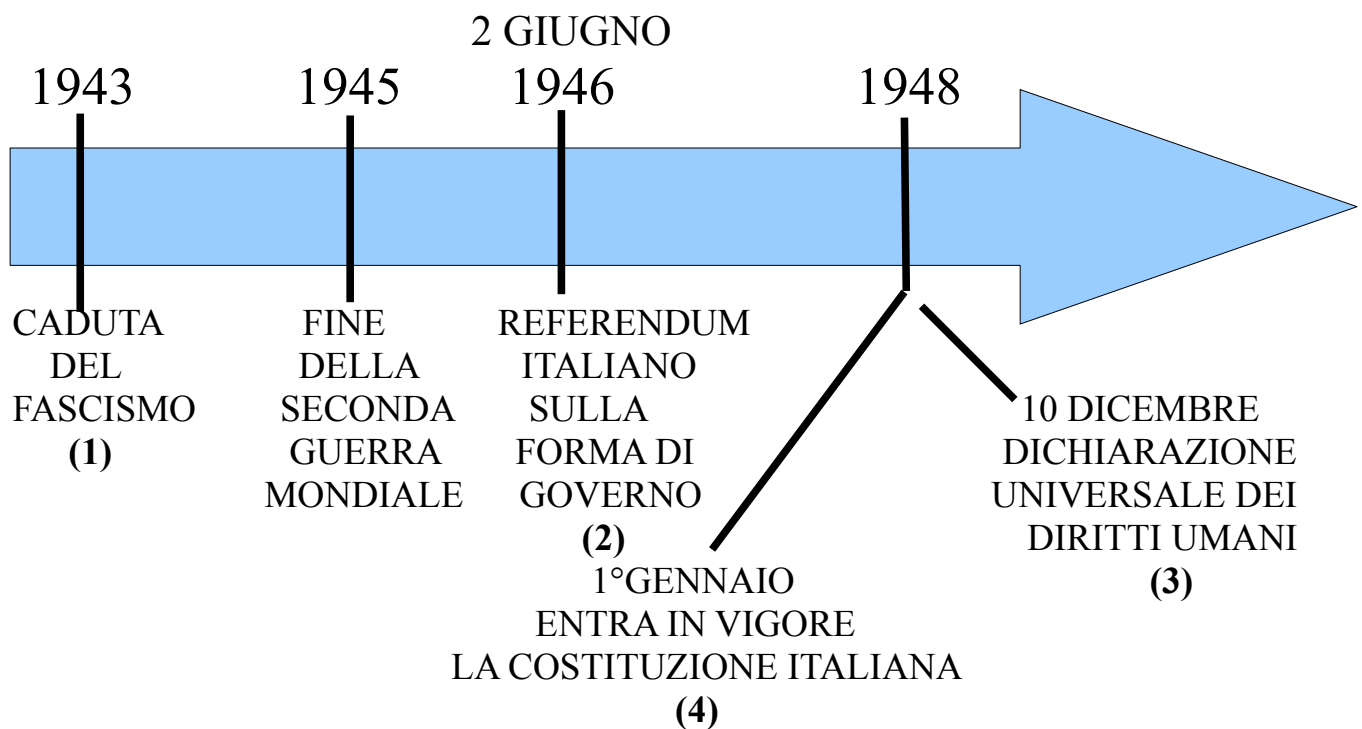 2 GIUGNO
1943
1945
1946
1948
CADUTA
DEL
FASCISMO
(1)
FINE
DELLA
SECONDA
GUERRA
MONDIALE
REFERENDUM
ITALIANO
SULLA
FORMA DI
GOVERNO
(2)
1°GENNAIO
ENTRA IN VIGORE
LA COSTITUZIONE ITALIANA
(4)
10 DICEMBRE
DICHIARAZIONE
UNIVERSALE DEI
DIRITTI UMANI
(3)